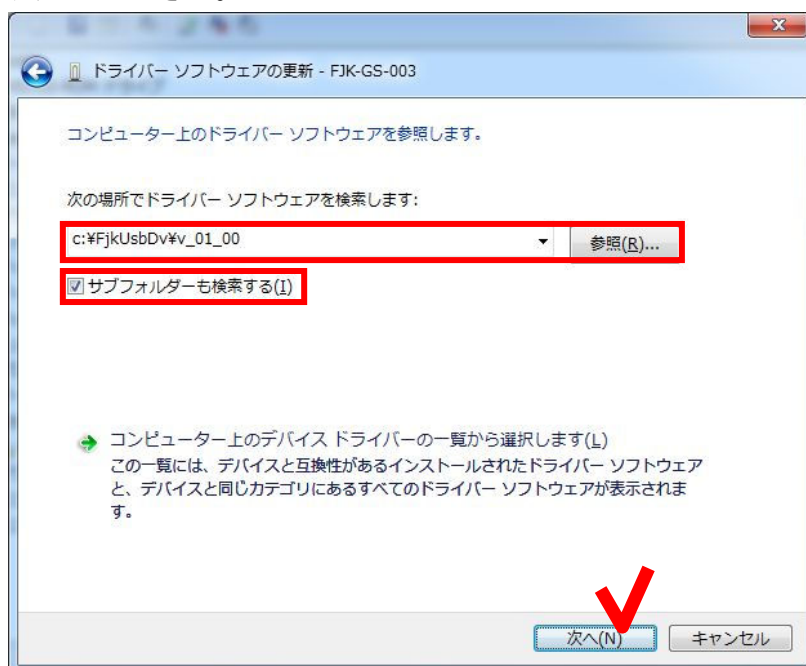 ドライバー ソフトウェアの更新 - FJK-GS-003
コンピューター上のドライバー ソフトウェアを参照します。
次の場所でドライバー ソフトウェアを検索します:
c:¥FjkUsbDv¥v_01_00
参照(R)...
サブフォルダーも検索する(I)
コンピューター上のデバイス ドライバーの一覧から選択します(L)
この一覧には、デバイスと互換性があるインストールされたドライバー ソフトウェア
と、デバイスと同じカテゴリにあるすべてのドライバー ソフトウェアが表示されま
す。
次へ(N)
キャンセル